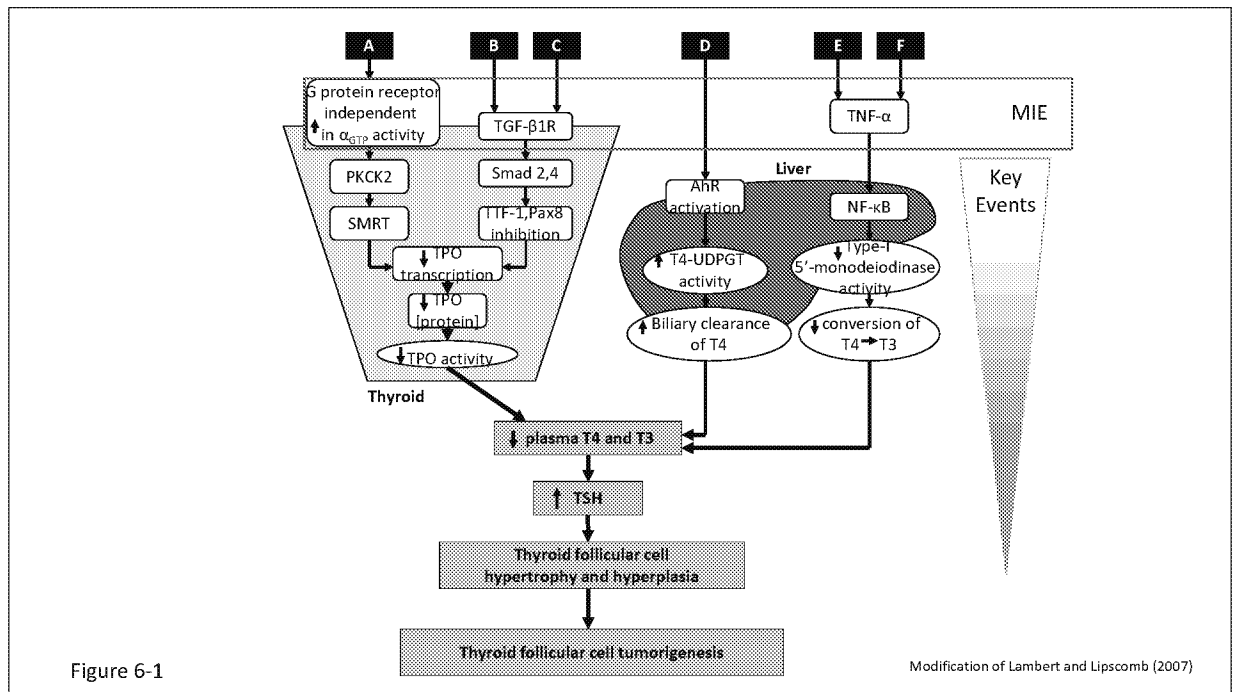 A
B
C
D
E
F
G protein receptor
independent
↑ in αGTP activity
TGF-β1R
TNF-α
MIE
PKCK2
Smad 2,4
Liver
AhR
activation
NF-κB
Key
Events
SMRT
TTF-1,Pax8
inhibition
↓ TPO
transcription
↑ T4-UDPGT
activity
↓ Type-I
5'-monodeiodinase
activity
↓ TPO
[protein]
↑ Biliary clearance
of T4
↓ conversion of
T4 → T3
↓ TPO activity
Thyroid
↓ plasma T4 and T3
↑ TSH
Thyroid follicular cell
hypertrophy and hyperplasia
Thyroid follicular cell tumorigenesis
Figure 6-1
Modification of Lambert and Lipscomb (2007)